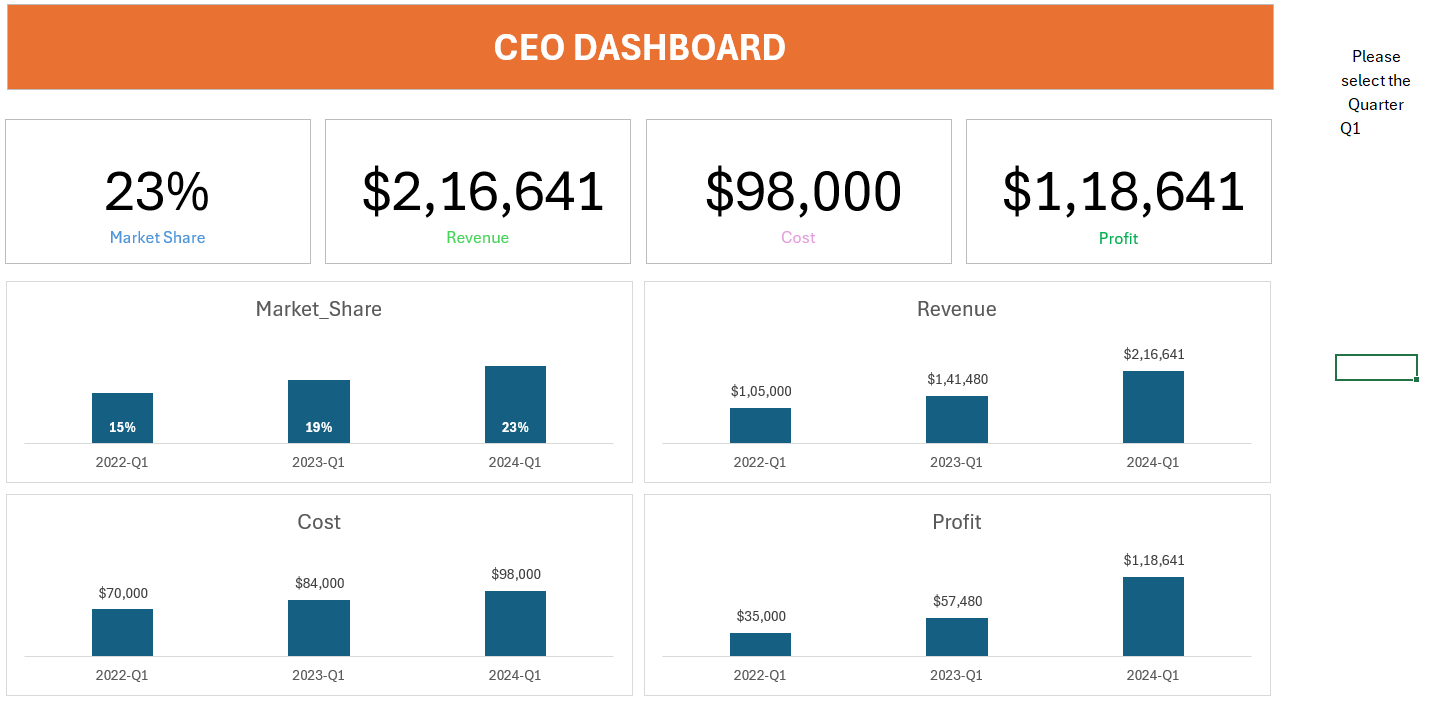 CEO DASHBOARD
Please
select the
Quarter
Q1
23%
Market Share
$2,16,641
Revenue
$98,000
Cost
$1,18,641
Profit
Market_Share
15%
19%
23%
2022-Q1
2023-Q1
2024-Q1
Revenue
$1,05,000
$1,41,480
$2,16,641
2022-Q1
2023-Q1
2024-Q1
Cost
$70,000
$84,000
$98,000
2022-Q1
2023-Q1
2024-Q1
Profit
$35,000
$57,480
$1,18,641
2022-Q1
2023-Q1
2024-Q1